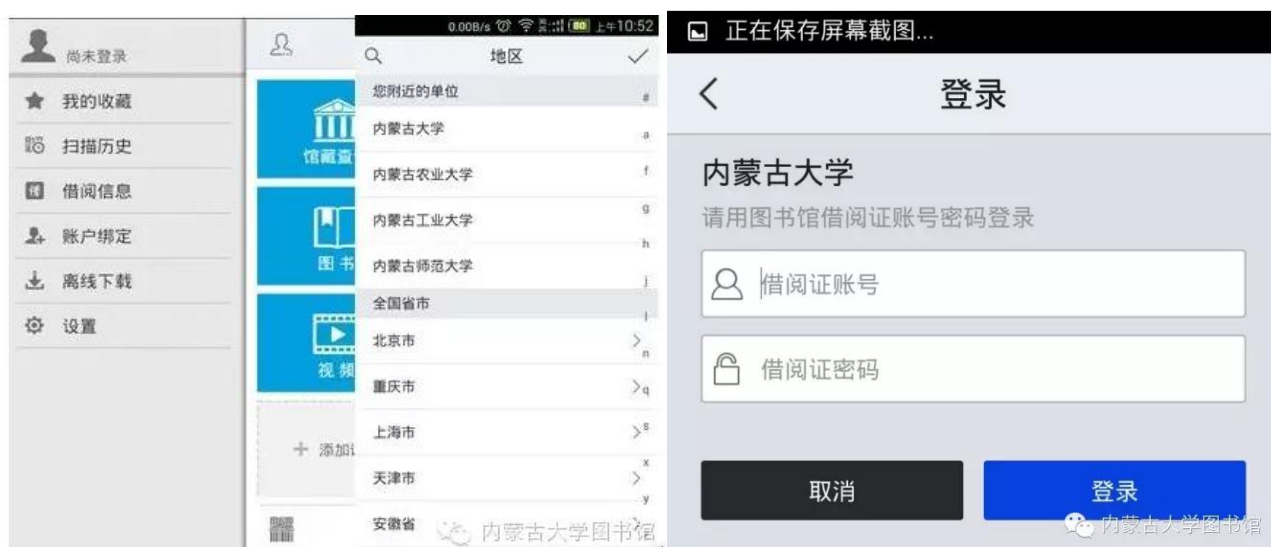 尚未登录
我的收藏
扫描历史
借阅信息
账户绑定
离线下载
设置
馆藏查
图书
视频
添加
0.00B/s
80
上午10:52
地区
您附近的单位
内蒙古大学
内蒙古农业大学
内蒙古工业大学
内蒙古师范大学
全国省市
北京市
重庆市
上海市
天津市
安徽省
#
a
f
g
h
j
l
n
q
s
x
y
内蒙古大学图书馆
正在保存屏幕截图...
登录
内蒙古大学
请用图书馆借阅证账号密码登录
借阅证账号
借阅证密码
取消
登录
内蒙古大学图书馆